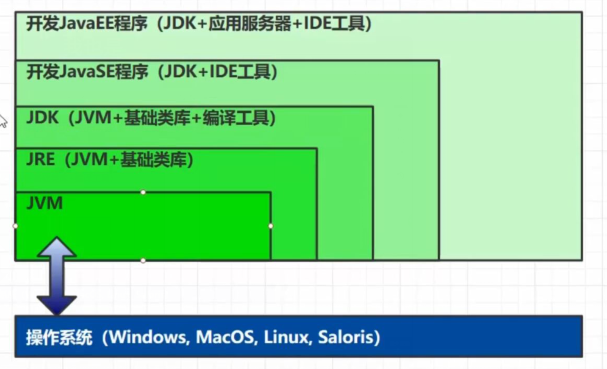 开发JavaEE程序（JDK+应用服务器+IDE工具）
开发JavaSE程序（JDK+IDE工具）
JDK（JVM+基础类库+编译工具）
JRE（JVM+基础类库）
JVM
操作系统（Windows, MacOS, Linux, Saloris）